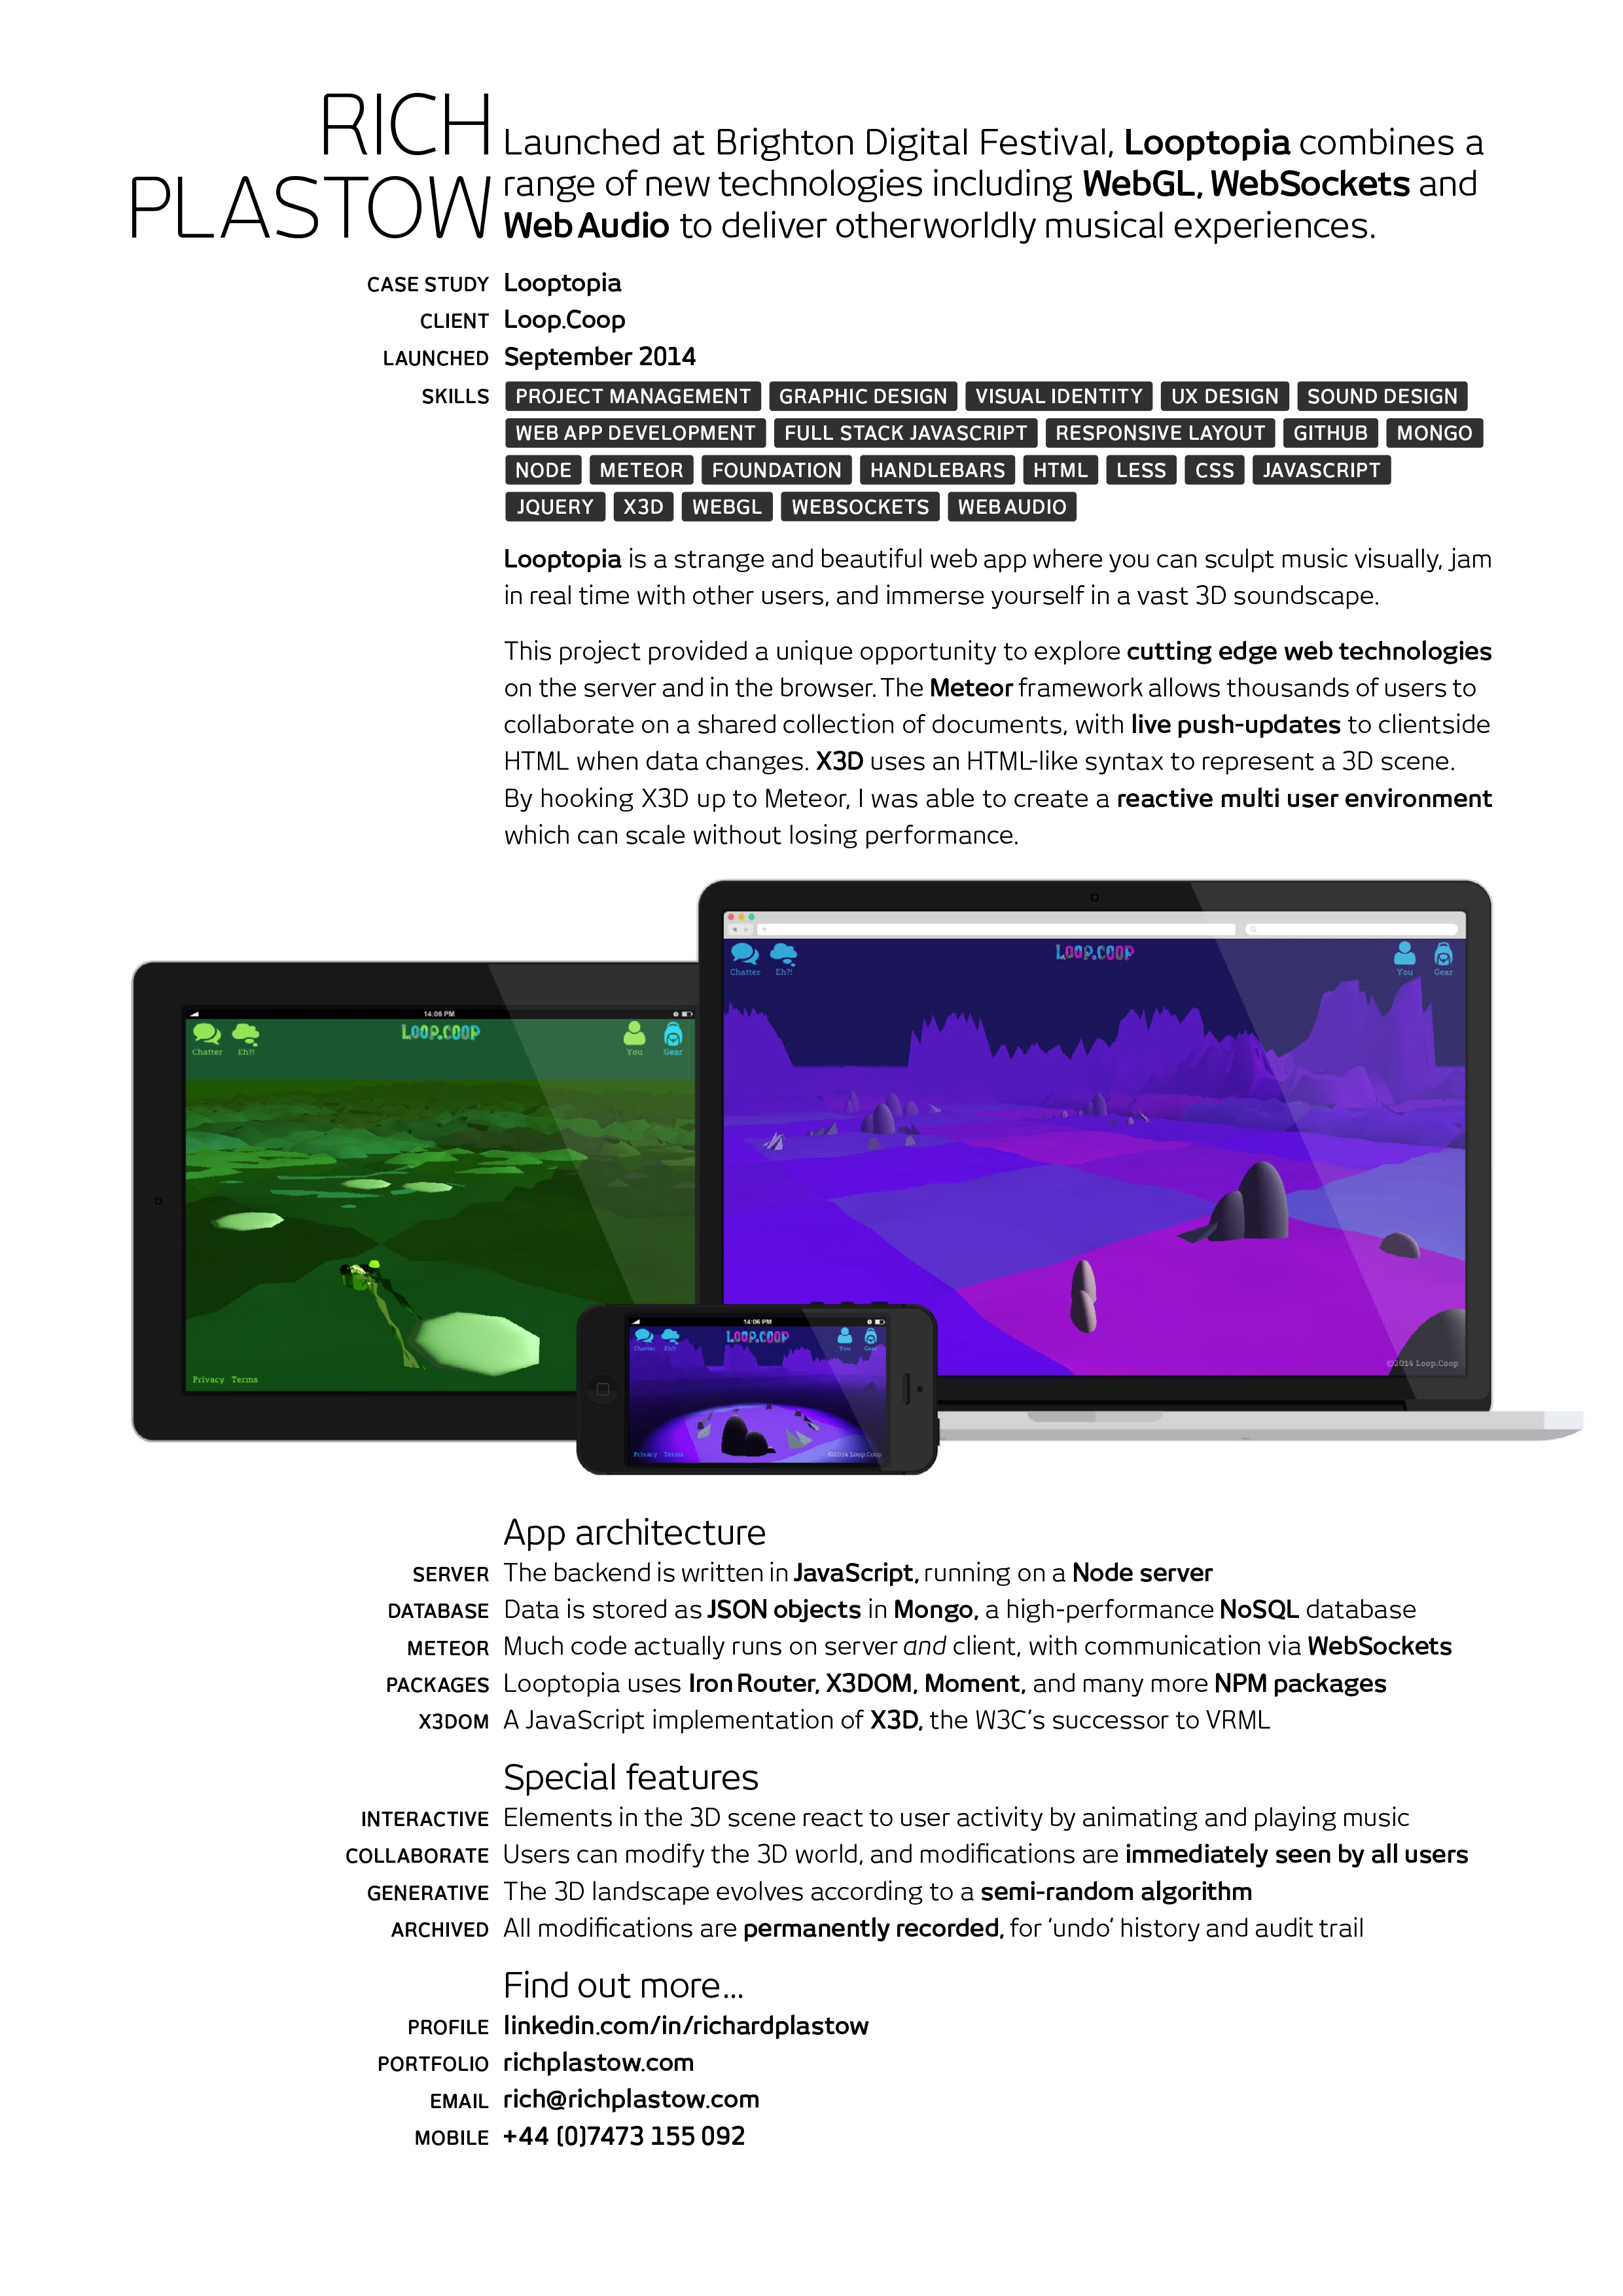 RICH
PLASTOW
Launched at Brighton Digital Festival, Looptopia combines a
range of new technologies including WebGL, WebSockets and
Web Audio to deliver otherworldly musical experiences.
CASE STUDY Looptopia
CLIENT Loop.Coop
LAUNCHED September 2014
SKILLS PROJECT MANAGEMENT GRAPHIC DESIGN VISUAL IDENTITY UX DESIGN SOUND DESIGN
WEB APP DEVELOPMENT FULL STACK JAVASCRIPT RESPONSIVE LAYOUT GITHUB MONGO
NODE METEOR FOUNDATION HANDLEBARS HTML LESS CSS JAVASCRIPT
JQUERY X3D WEBGL WEBSOCKETS WEB AUDIO
Looptopia is a strange and beautiful web app where you can sculpt music visually, jam
in real time with other users, and immerse yourself in a vast 3D soundscape.
This project provided a unique opportunity to explore cutting edge web technologies
on the server and in the browser. The Meteor framework allows thousands of users to
collaborate on a shared collection of documents, with live push-updates to clientside
HTML when data changes. X3D uses an HTML-like syntax to represent a 3D scene.
By hooking X3D up to Meteor, I was able to create a reactive multi user environment
which can scale without losing performance.
LOOP.COOP
Chatter Eh?! You Gear
©2014 Loop.Coop
14:06 PM
LOOP.COOP
Chatter Eh?! You Gear
Privacy Terms
14:06 PM
LOOP.COOP
Chatter Eh?! You Gear
Privacy Terms ©2014 Loop.Coop
App architecture
SERVER The backend is written in JavaScript, running on a Node server
DATABASE Data is stored as JSON objects in Mongo, a high-performance NoSQL database
METEOR Much code actually runs on server and client, with communication via WebSockets
PACKAGES Looptopia uses Iron Router, X3DOM, Moment, and many more NPM packages
X3DOM A JavaScript implementation of X3D, the W3C's successor to VRML
Special features
INTERACTIVE Elements in the 3D scene react to user activity by animating and playing music
COLLABORATE Users can modify the 3D world, and modifications are immediately seen by all users
GENERATIVE The 3D landscape evolves according to a semi-random algorithm
ARCHIVED All modifications are permanently recorded, for 'undo' history and audit trail
Find out more...
PROFILE linkedin.com/in/richardplastow
PORTFOLIO richplastow.com
EMAIL rich@richplastow.com
MOBILE +44 (0)7473 155 092